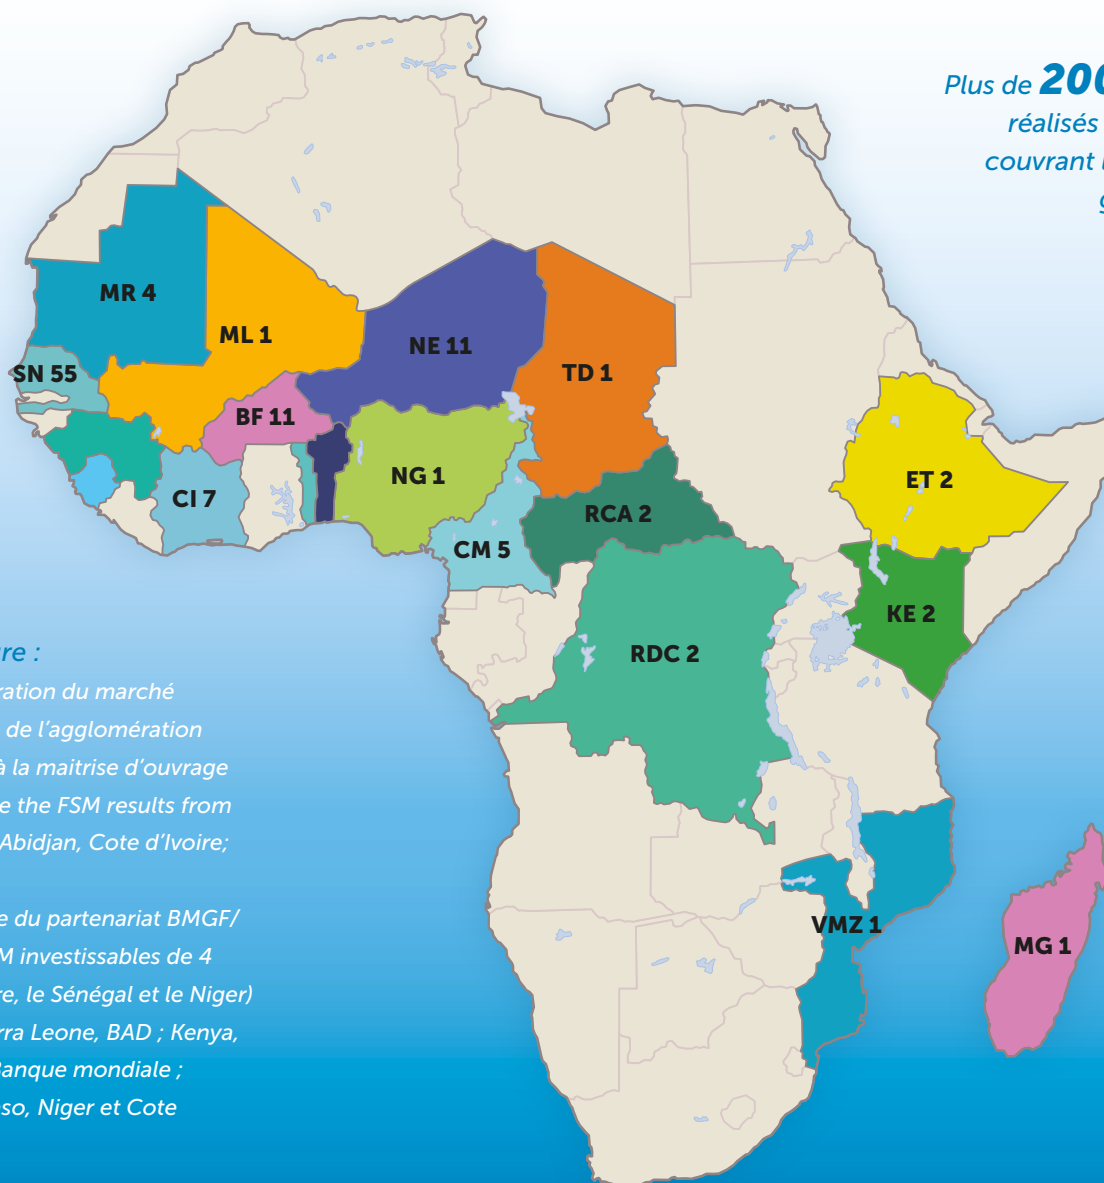 Plus de 200
réalisés
couvrant
MR 4
ML 1
NE 11
TD 1
SN 55
BF 11
NG 1
CI 7
ET 2
RCA 2
CM 5
KE 2
RDC 2
VMZ 1
MG 1
re :
ration du marché
de l’agglomération
à la maitrise d’ouvrage
e the FSM results from
Abidjan, Cote d’Ivoire;
e du partenariat BMGF/
M investissables de 4
re, le Sénégal et le Niger)
rra Leone, BAD ; Kenya,
Banque mondiale ;
so, Niger et Cote